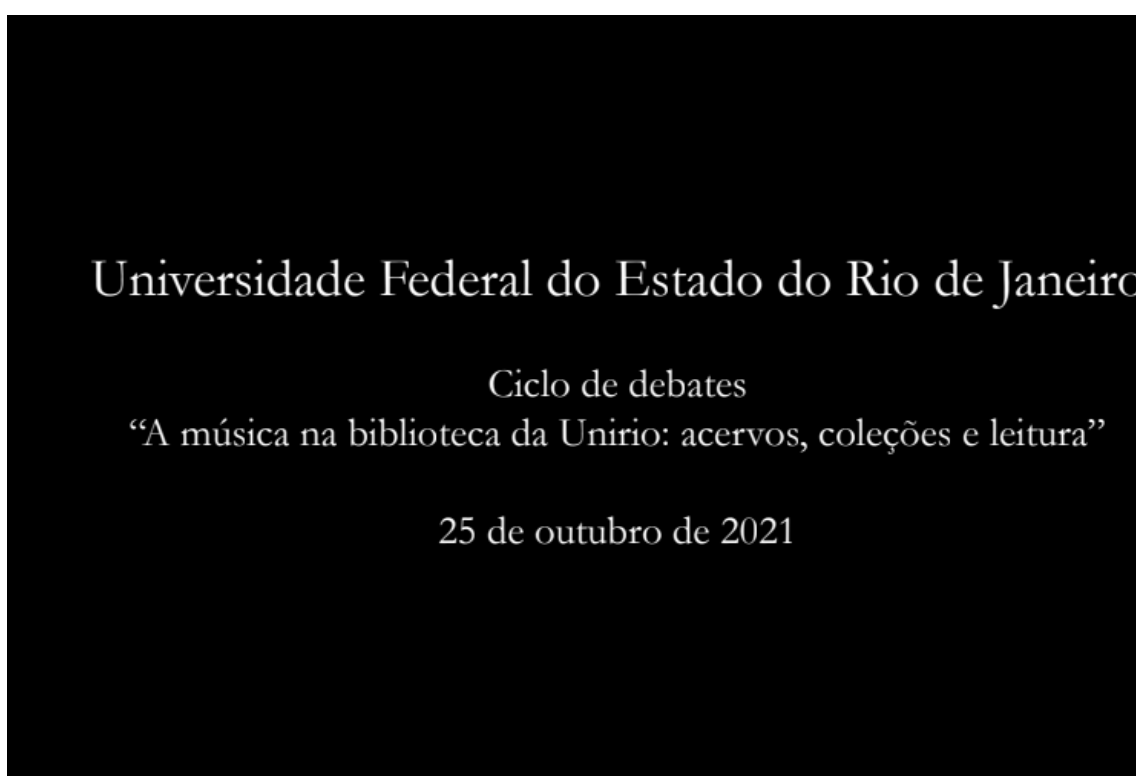 Universidade Federal do Estado do Rio de Janeiro
Ciclo de debates
“A música na biblioteca da Unirio: acervos, coleções e leitura”
25 de outubro de 2021